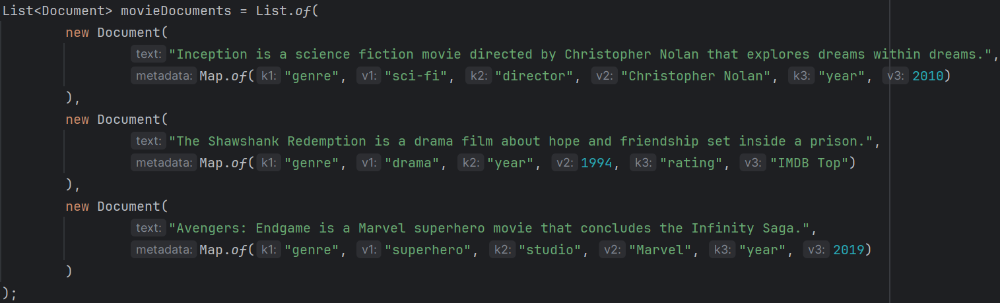 List<Document> movieDocuments = List.of(
new Document(
text: "Inception is a science fiction movie directed by Christopher Nolan that explores dreams within dreams.",
metadata: Map.of( k1: "genre", v1: "sci-fi", k2: "director", v2: "Christopher Nolan", k3: "year", v3: 2010)
),
new Document(
text: "The Shawshank Redemption is a drama film about hope and friendship set inside a prison.",
metadata: Map.of( k1: "genre", v1: "drama", k2: "year", v2: 1994, k3: "rating", v3: "IMDB Top")
),
new Document(
text: "Avengers: Endgame is a Marvel superhero movie that concludes the Infinity Saga.",
metadata: Map.of( k1: "genre", v1: "superhero", k2: "studio", v2: "Marvel", k3: "year", v3: 2019)
)
);